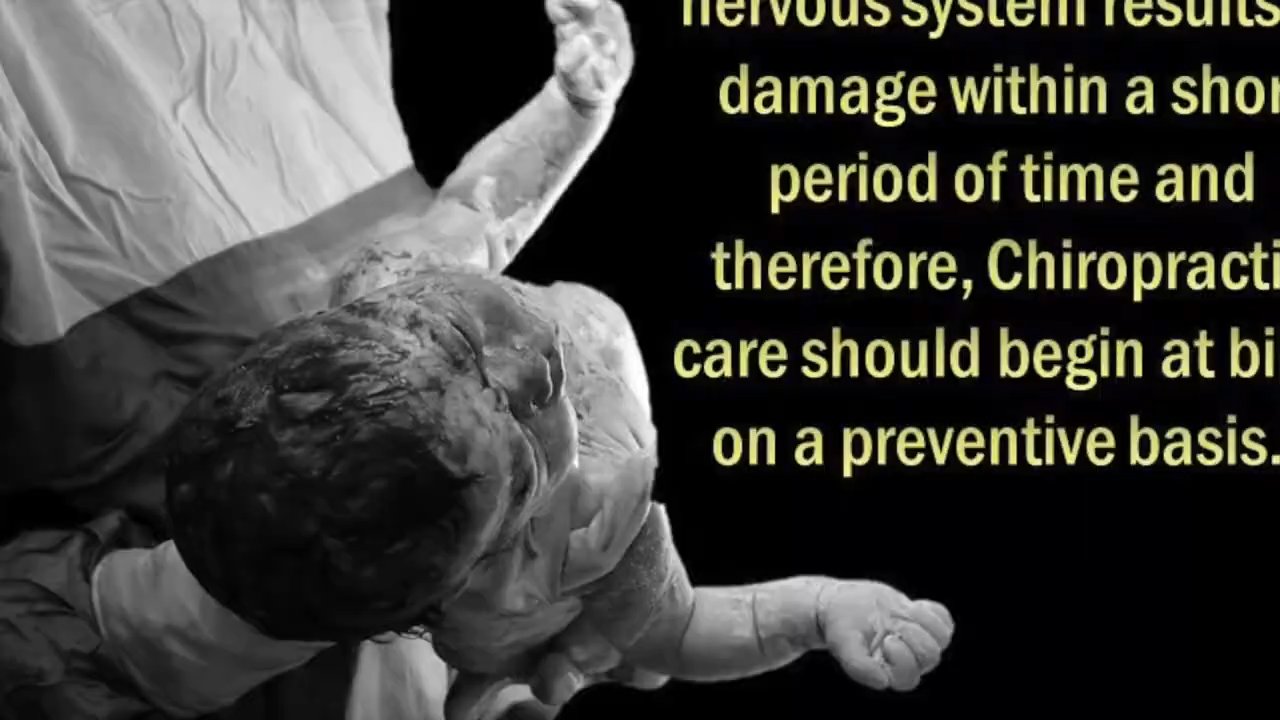 nervous system results
damage within a shor
period of time and
therefore, Chiropracti
care should begin at bi
on a preventive basis.